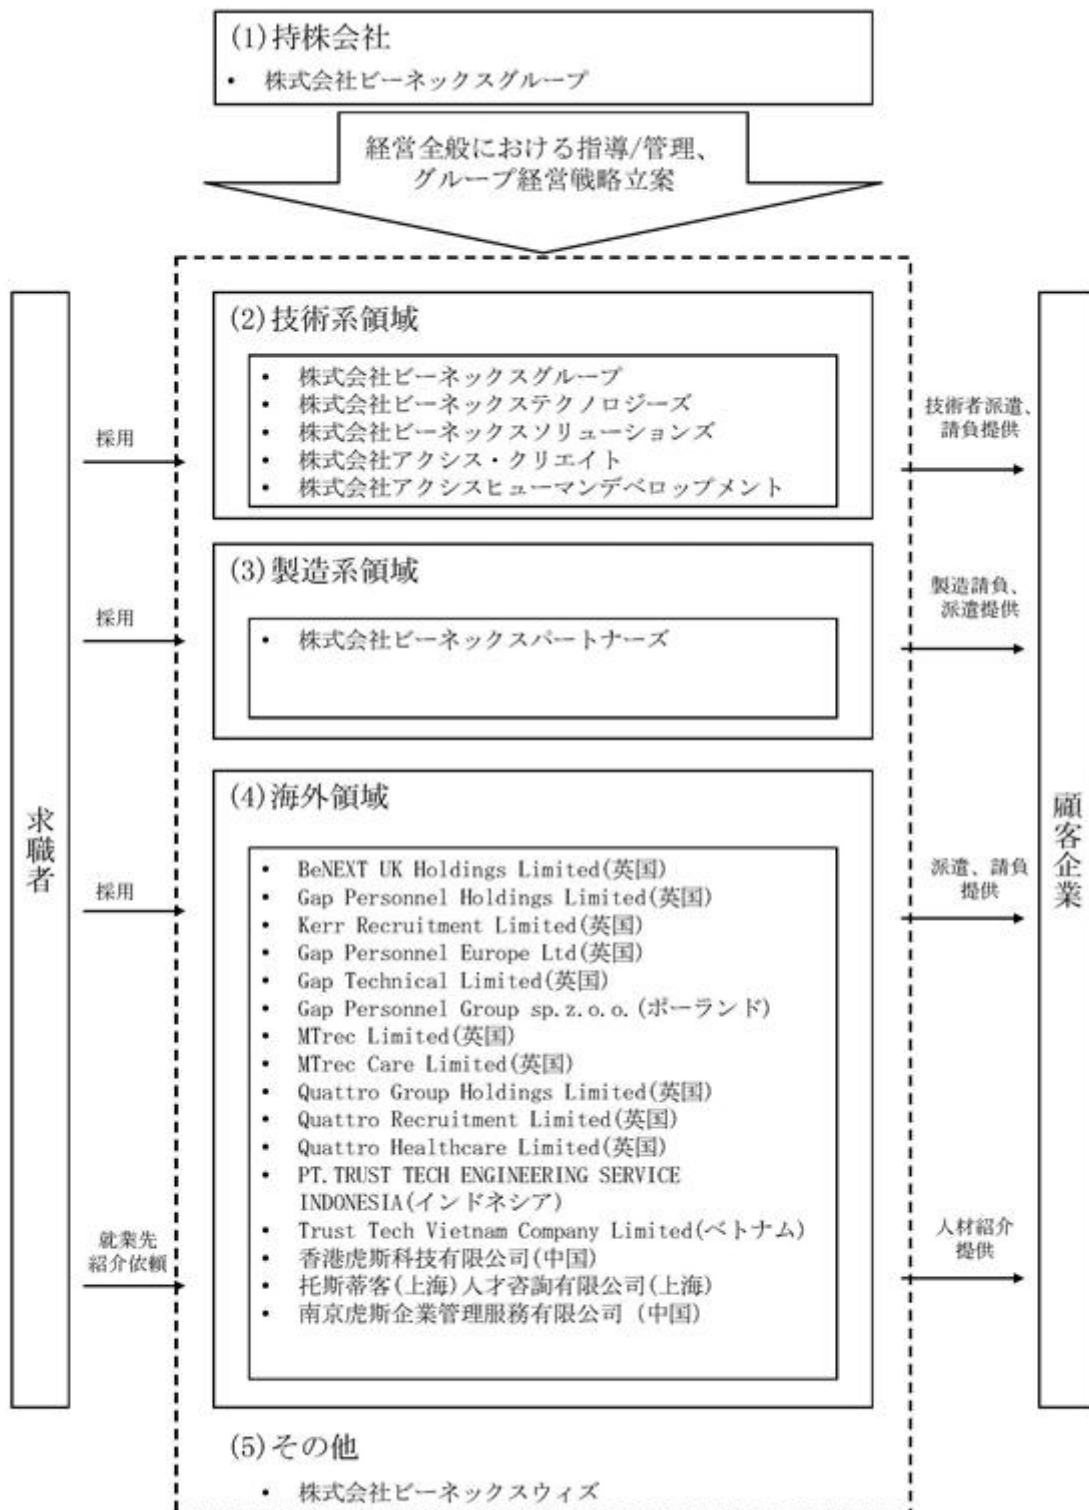 (1)持株会社
• 株式会社ビーネックスグループ
経営全般における指導/管理、
グループ経営戦略立案
求職者
採用
採用
採用
就業先
紹介依頼
(2)技術系領域
• 株式会社ビーネックスグループ
• 株式会社ビーネックステクノロジーズ
• 株式会社ビーネックスソリューションズ
• 株式会社アクシス・クリエイト
• 株式会社アクシスヒューマンデベロップメント
(3)製造系領域
• 株式会社ビーネックスパートナーズ
(4)海外領域
• BeNEXT UK Holdings Limited(英国)
• Gap Personnel Holdings Limited(英国)
• Kerr Recruitment Limited(英国)
• Gap Personnel Europe Ltd(英国)
• Gap Technical Limited(英国)
• Gap Personnel Group sp.z.o.o.(ポーランド)
• MTrec Limited(英国)
• MTrec Care Limited(英国)
• Quattro Group Holdings Limited(英国)
• Quattro Recruitment Limited(英国)
• Quattro Healthcare Limited(英国)
• PT.TRUST TECH ENGINEERING SERVICE
INDONESIA(インドネシア)
• Trust Tech Vietnam Company Limited(ベトナム)
• 香港虎斯科技有限公司(中国)
• 托斯蒂客(上海)人才咨詢有限公司(上海)
• 南京虎斯企業管理服務有限公司 (中国)
(5)その他
• 株式会社ビーネックスウィズ
技術者派遣、
請負提供
製造請負、
派遣提供
派遣、請負
提供
人材紹介
提供
顧客企業